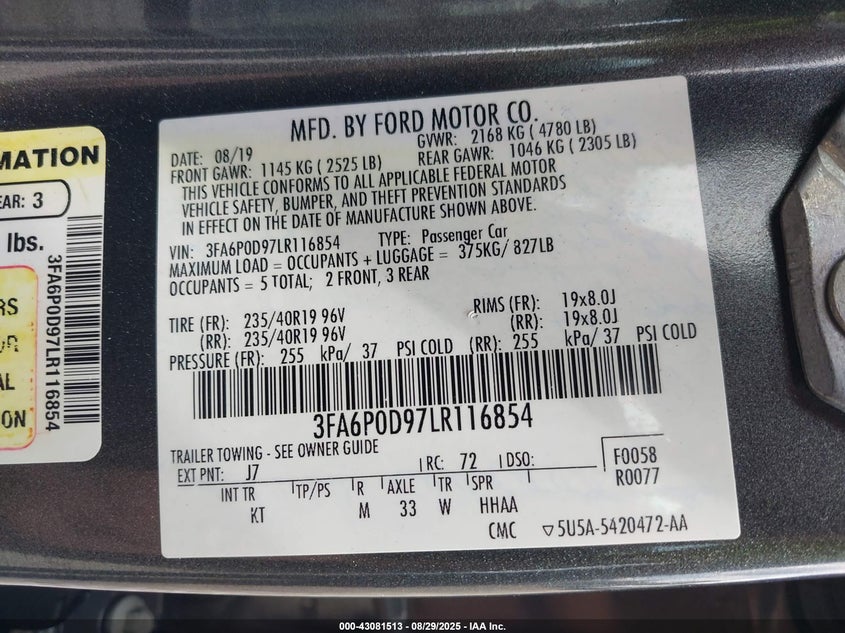 MATION
EAR: 3
lbs.
RS
OR
AL
ON
3FA6P0D97LR116854
MFD. BY FORD MOTOR CO.
DATE: 08/19 GVWR: 2168 KG ( 4780 LB)
FRONT GAWR: 1145 KG ( 2525 LB) REAR GAWR: 1046 KG ( 2305 LB)
THIS VEHICLE CONFORMS TO ALL APPLICABLE FEDERAL MOTOR
VEHICLE SAFETY, BUMPER, AND THEFT PREVENTION STANDARDS
IN EFFECT ON THE DATE OF MANUFACTURE SHOWN ABOVE.
VIN: 3FA6P0D97LR116854 TYPE: Passenger Car
MAXIMUM LOAD = OCCUPANTS + LUGGAGE = 375KG/ 827LB
OCCUPANTS = 5 TOTAL; 2 FRONT, 3 REAR
TIRE (FR): 235/40R19 96V RIMS (FR): 19x8.0J
(RR): 235/40R19 96V (RR): 19x8.0J
PRESSURE (FR): 255 kPa/ 37 PSI COLD (RR): 255 kPa/ 37 PSI COLD
3FA6P0D97LR116854
TRAILER TOWING - SEE OWNER GUIDE
EXT PNT: J7 RC: 72 DSO: F0058
R0077
INT TR TP/PS R AXLE TR SPR
KT M 33 W HHAA
CMC ▽5U5A-5420472-AA
000-43081513 - 08/29/2025 - IAA Inc.